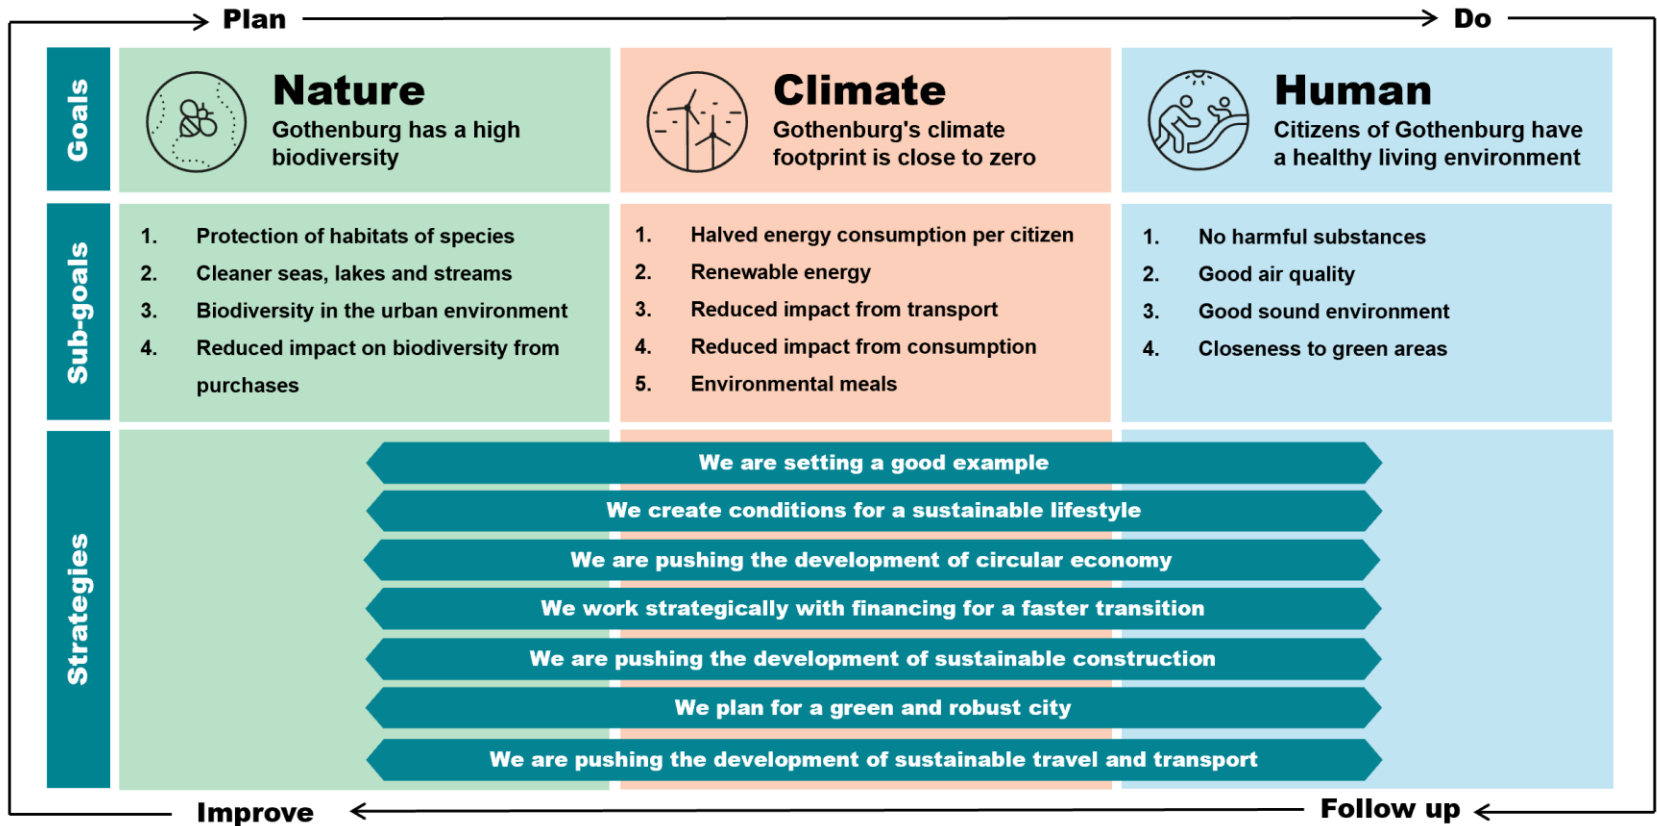 Plan
Do
Goals
Nature
Gothenburg has a high
biodiversity
Climate
Gothenburg's climate
footprint is close to zero
Human
Citizens of Gothenburg have
a healthy living environment
Sub-goals
1. Protection of habitats of species
2. Cleaner seas, lakes and streams
3. Biodiversity in the urban environment
4. Reduced impact on biodiversity from
purchases
1. Halved energy consumption per citizen
2. Renewable energy
3. Reduced impact from transport
4. Reduced impact from consumption
5. Environmental meals
1. No harmful substances
2. Good air quality
3. Good sound environment
4. Closeness to green areas
Strategies
We are setting a good example
We create conditions for a sustainable lifestyle
We are pushing the development of circular economy
We work strategically with financing for a faster transition
We are pushing the development of sustainable construction
We plan for a green and robust city
We are pushing the development of sustainable travel and transport
Improve
Follow up